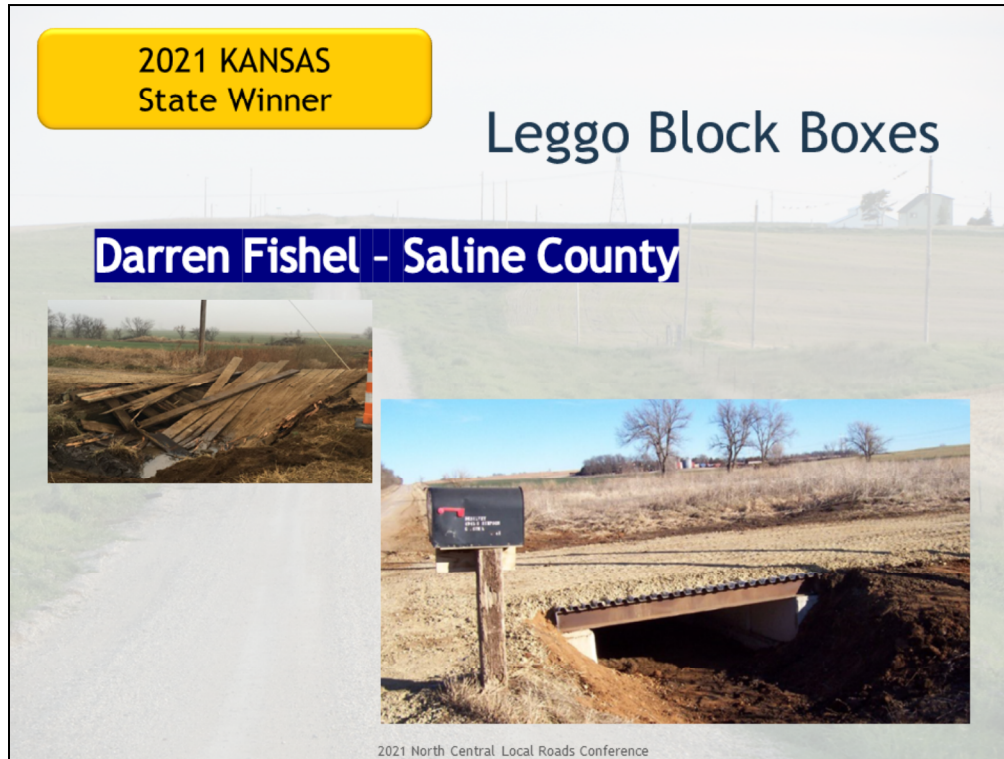 2021 KANSAS
State Winner
Leggo Block Boxes
Darren Fishel – Saline County
2021 North Central Local Roads Conference